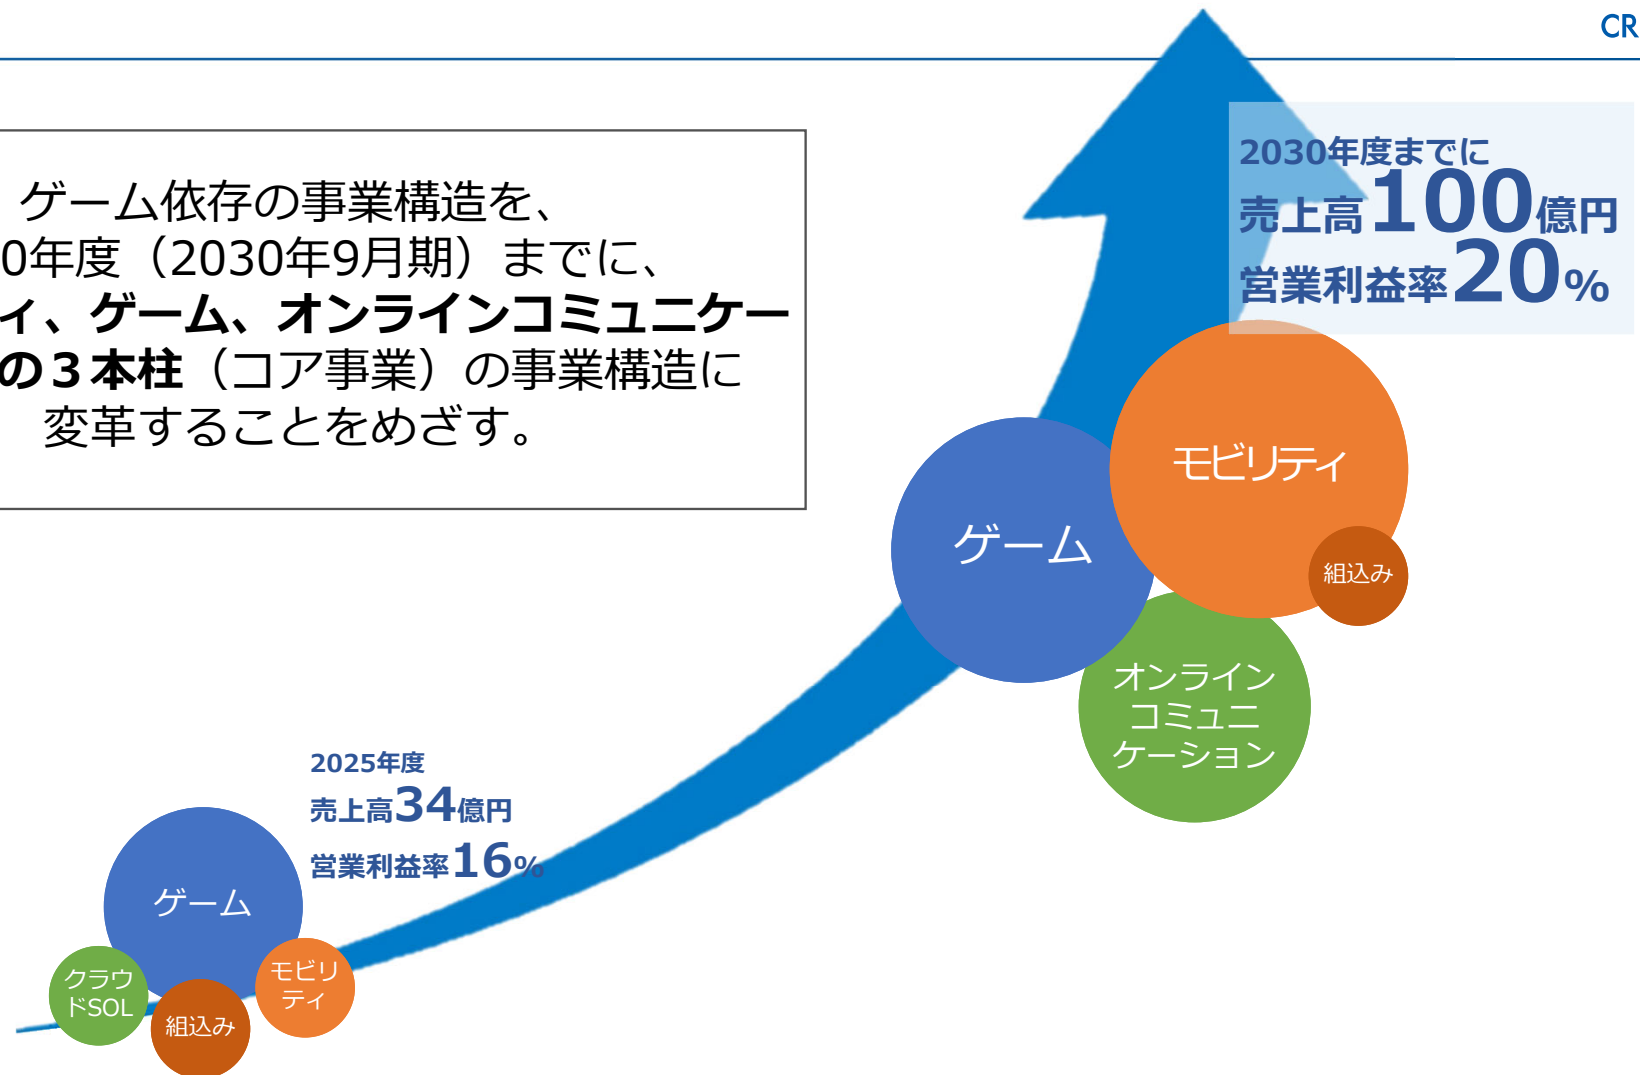 CR
ゲーム依存の事業構造を、
0年度（2030年9月期）までに、
ィ、ゲーム、オンラインコミュニケー
の３本柱（コア事業）の事業構造に
変革することをめざす。
2030年度までに
売上高100億円
営業利益率20%
モビリティ
ゲーム
組込み
オンライン
コミュニ
ケーション
2025年度
売上高34億円
営業利益率16%
ゲーム
クラウ
ドSOL
組込み
モビリ
ティ